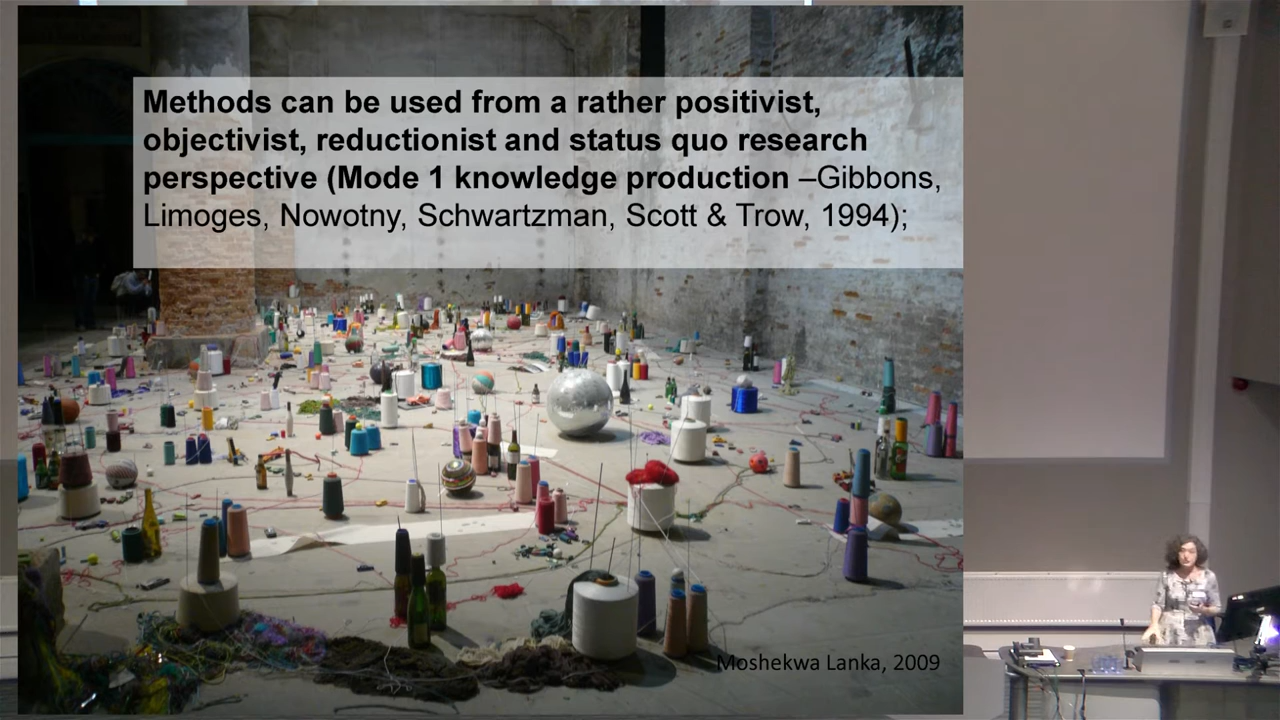 Methods can be used from a rather positivist,
objectivist, reductionist and status quo research
perspective (Mode 1 knowledge production –Gibbons,
Limoges, Nowotny, Schwartzman, Scott & Trow, 1994);
Moshekwa Lanka, 2009